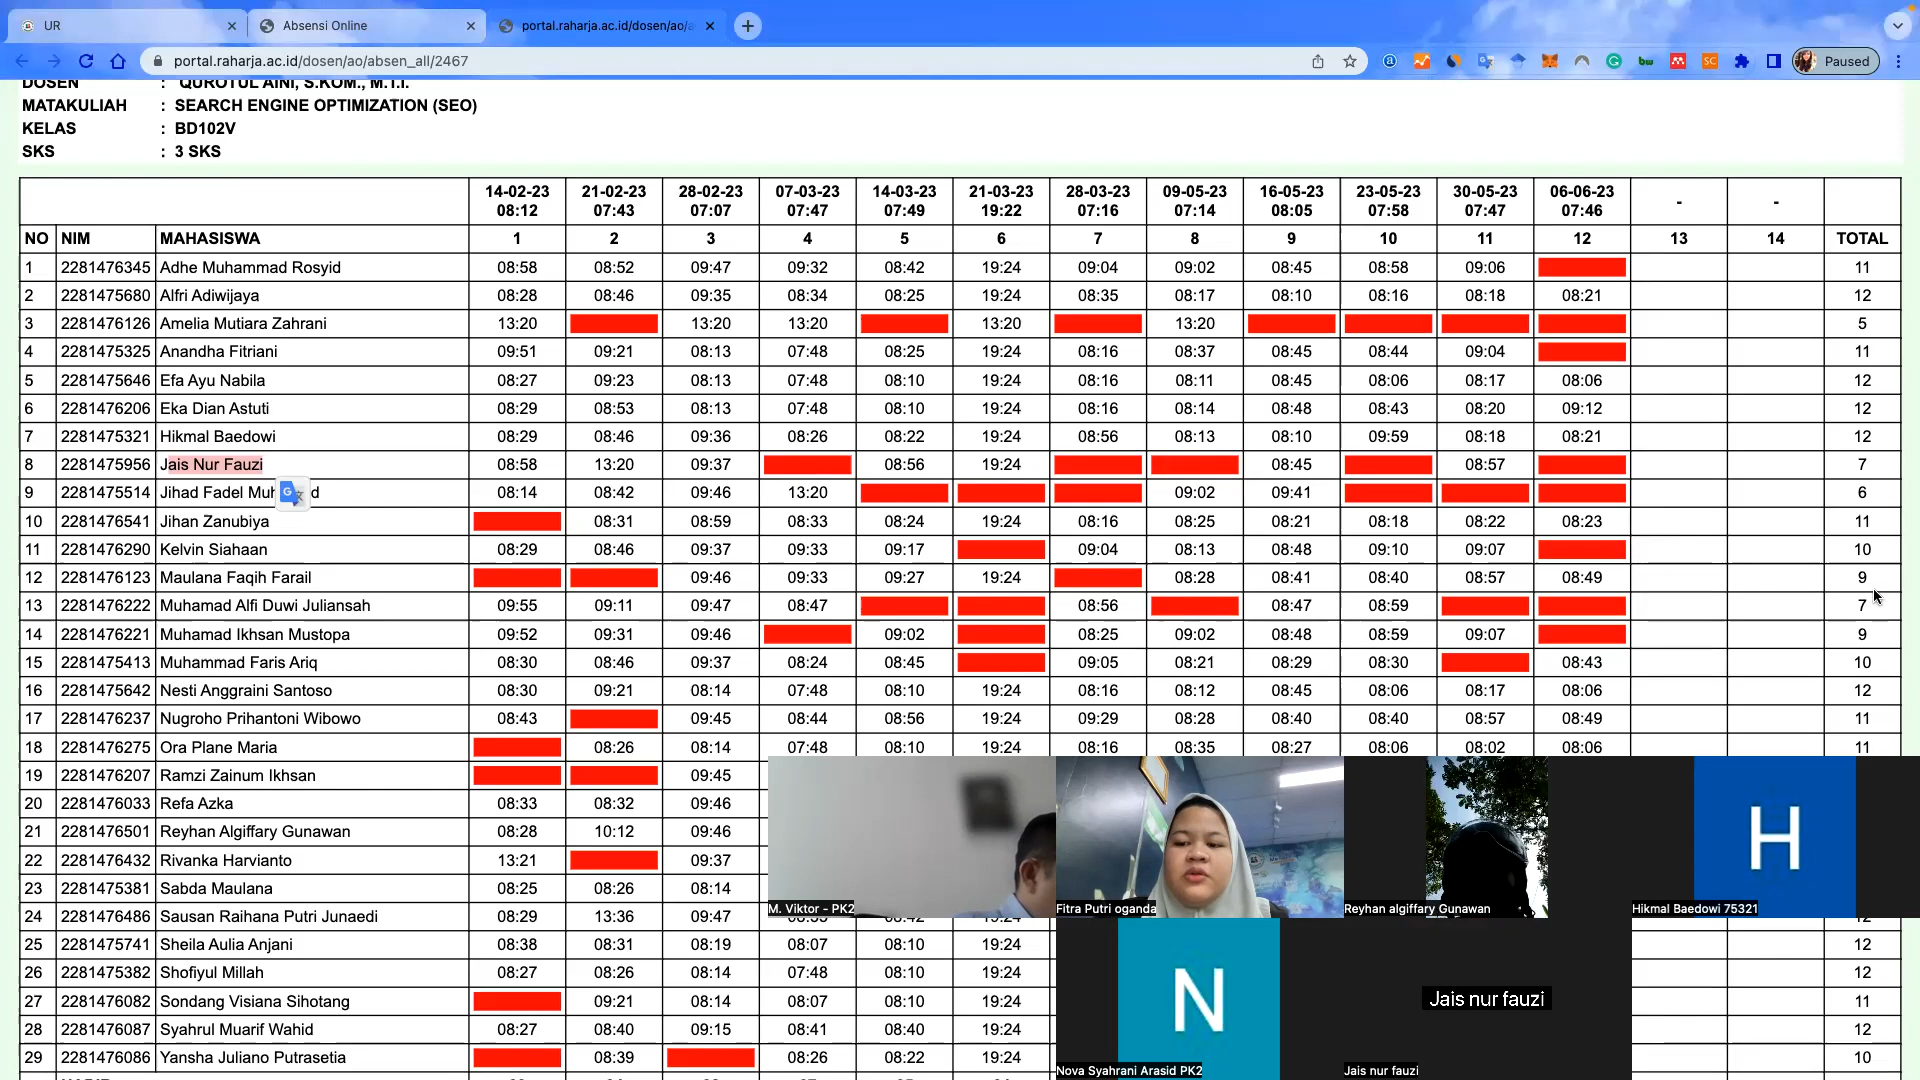 UR
Absensi Online
portal.raharja.ac.id/dosen/ao/a
portal.raharja.ac.id/dosen/ao/absen_all/2467
Paused
DOSEN : QUROTUL AINI, S.KOM., M.T.I.
MATAKULIAH : SEARCH ENGINE OPTIMIZATION (SEO)
KELAS : BD102V
SKS : 3 SKS
14-02-23 21-02-23 28-02-23 07-03-23 14-03-23 21-03-23 28-03-23 09-05-23 16-05-23 23-05-23 30-05-23 06-06-23 - -
08:12 07:43 07:07 07:47 07:49 19:22 07:16 07:14 08:05 07:58 07:47 07:46
NO NIM MAHASISWA 1 2 3 4 5 6 7 8 9 10 11 12 13 14 TOTAL
1 2281476345 Adhe Muhammad Rosyid 08:58 08:52 09:47 09:32 08:42 19:24 09:04 09:02 08:45 08:58 09:06 11
2 2281475680 Alfri Adiwijaya 08:28 08:46 09:35 08:34 08:25 19:24 08:35 08:17 08:10 08:16 08:18 08:21 12
3 2281476126 Amelia Mutiara Zahrani 13:20 13:20 13:20 13:20 13:20 5
4 2281475325 Anandha Fitriani 09:51 09:21 08:13 07:48 08:25 19:24 08:16 08:37 08:45 08:44 09:04 11
5 2281475646 Efa Ayu Nabila 08:27 09:23 08:13 07:48 08:10 19:24 08:16 08:11 08:45 08:06 08:17 08:06 12
6 2281476206 Eka Dian Astuti 08:29 08:53 08:13 07:48 08:10 19:24 08:16 08:14 08:48 08:43 08:20 09:12 12
7 2281475321 Hikmal Baedowi 08:29 08:46 09:36 08:26 08:22 19:24 08:56 08:13 08:10 09:59 08:18 08:21 12
8 2281475956 Jais Nur Fauzi 08:58 13:20 09:37 08:56 19:24 08:45 08:57 7
9 2281475514 Jihad Fadel Muh d 08:14 08:42 09:46 13:20 09:02 09:41 6
10 2281476541 Jihan Zanubiya 08:31 08:59 08:33 08:24 19:24 08:16 08:25 08:21 08:18 08:22 08:23 11
11 2281476290 Kelvin Siahaan 08:29 08:46 09:37 09:33 09:17 09:04 08:13 08:48 09:10 09:07 10
12 2281476123 Maulana Faqih Farail 09:46 09:33 09:27 19:24 08:28 08:41 08:40 08:57 08:49 9
13 2281476222 Muhamad Alfi Duwi Juliansah 09:55 09:11 09:47 08:47 08:56 08:47 08:59 7
14 2281476221 Muhamad Ikhsan Mustopa 09:52 09:31 09:46 09:02 08:25 09:02 08:48 08:59 09:07 9
15 2281475413 Muhammad Faris Ariq 08:30 08:46 09:37 08:24 08:45 09:05 08:21 08:29 08:30 08:43 10
16 2281475642 Nesti Anggraini Santoso 08:30 09:21 08:14 07:48 08:10 19:24 08:16 08:12 08:45 08:06 08:17 08:06 12
17 2281476237 Nugroho Prihantoni Wibowo 08:43 09:45 08:44 08:56 19:24 09:29 08:28 08:40 08:40 08:57 08:49 11
18 2281476275 Ora Plane Maria 08:26 08:14 07:48 08:10 19:24 08:16 08:35 08:27 08:06 08:02 08:06 11
19 2281476207 Ramzi Zainum Ikhsan 09:45
20 2281476033 Refa Azka 08:33 08:32 09:46
21 2281476501 Reyhan Algiffary Gunawan 08:28 10:12 09:46
22 2281476432 Rivanka Harvianto 13:21 09:37
23 2281475381 Sabda Maulana 08:25 08:26 08:14
24 2281476486 Sausan Raihana Putri Junaedi 08:29 13:36 09:47 12
25 2281475741 Sheila Aulia Anjani 08:38 08:31 08:19 08:07 08:10 19:24 12
26 2281475382 Shofiyul Millah 08:27 08:26 08:14 07:48 08:10 19:24 12
27 2281476082 Sondang Visiana Sihotang 09:21 08:14 08:07 08:10 19:24 11
28 2281476087 Syahrul Muarif Wahid 08:27 08:40 09:15 08:41 08:40 19:24 12
29 2281476086 Yansha Juliano Putrasetia 08:39 08:26 08:22 19:24 10
M. Viktor - PK2
Fitra Putri oganda
Reyhan algiffary Gunawan
H
Hikmal Baedowi 75321
N
Nova Syahrani Arasid PK2
Jais nur fauzi
Jais nur fauzi